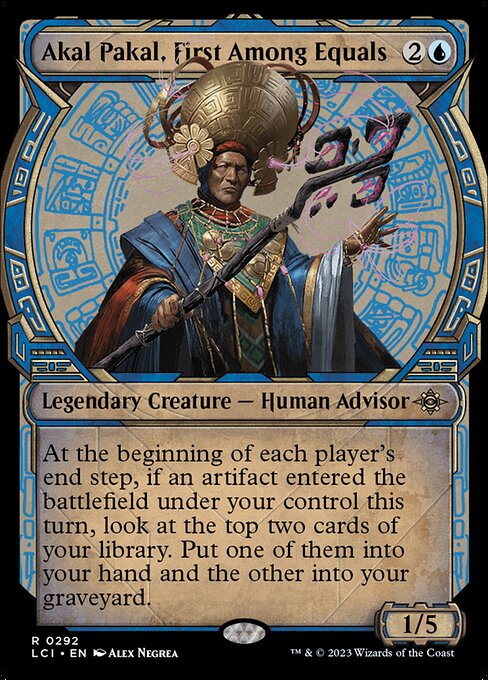 Akal Pakal, First Among Equals 2
Legendary Creature — Human Advisor
At the beginning of each player's
end step, if an artifact entered the
battlefield under your control this
turn, look at the top two cards of
your library. Put one of them into
your hand and the other into your
graveyard.
1/5
R 0292
LCI • EN Alex Negrea
™ & © 2023 Wizards of the Coast